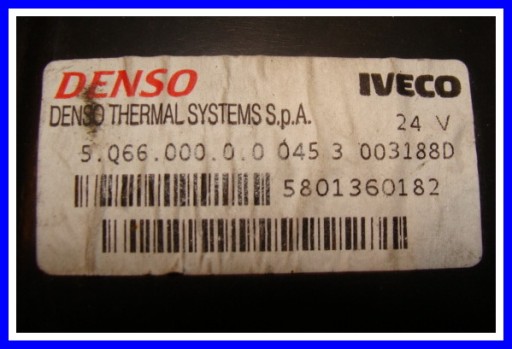 DENSO IVECO
DENSO THERMAL SYSTEMS S.p.A.
24 V
5.Q66.000.0.0 045 3 003188D
5801360182